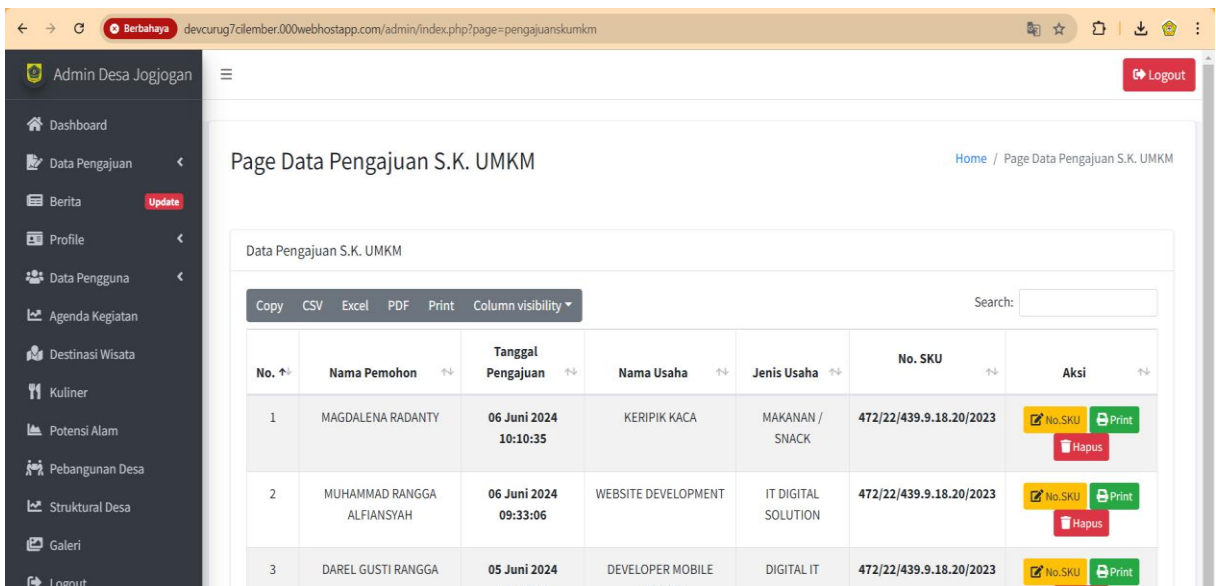 Berbahaya devcurug7cilember.000webhostapp.com/admin/index.php?page=pengajuanskumkm
Admin Desa Jogjogan
Logout
Dashboard
Data Pengajuan
Berita Update
Profile
Data Pengguna
Agenda Kegiatan
Destinasi Wisata
Kuliner
Potensi Alam
Pebangunan Desa
Struktural Desa
Galeri
Logout
Page Data Pengajuan S.K. UMKM
Home / Page Data Pengajuan S.K. UMKM
Data Pengajuan S.K. UMKM
Copy CSV Excel PDF Print Column visibility
Search:
No. Nama Pemohon Tanggal Pengajuan Nama Usaha Jenis Usaha No. SKU Aksi
1 MAGDALENA RADANTY 06 Juni 2024 KERIPIK KACA MAKANAN / 472/22/439.9.18.20/2023 No.SKU Print
10:10:35 SNACK Hapus
2 MUHAMMAD RANGGA 06 Juni 2024 WEBSITE DEVELOPMENT IT DIGITAL 472/22/439.9.18.20/2023 No.SKU Print
ALFIANSYAH 09:33:06 SOLUTION Hapus
3 DAREL GUSTI RANGGA 05 Juni 2024 DEVELOPER MOBILE DIGITAL IT 472/22/439.9.18.20/2023 No.SKU Print